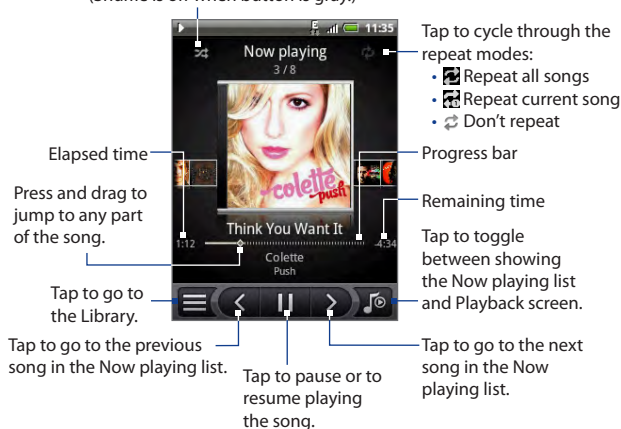 (Shuffle is off when button is gray.)
11:35
Now playing
3 / 8
colette
push
Think You Want It
1:12
-4:34
Colette
Push
Tap to cycle through the
repeat modes:
• Repeat all songs
• Repeat current song
• Don't repeat
Elapsed time
Progress bar
Press and drag to
jump to any part
of the song.
Remaining time
Tap to toggle
between showing
the Now playing list
and Playback screen.
Tap to go to
the Library.
Tap to go to the previous
song in the Now playing list.
Tap to pause or to
resume playing
the song.
Tap to go to the next
song in the Now
playing list.